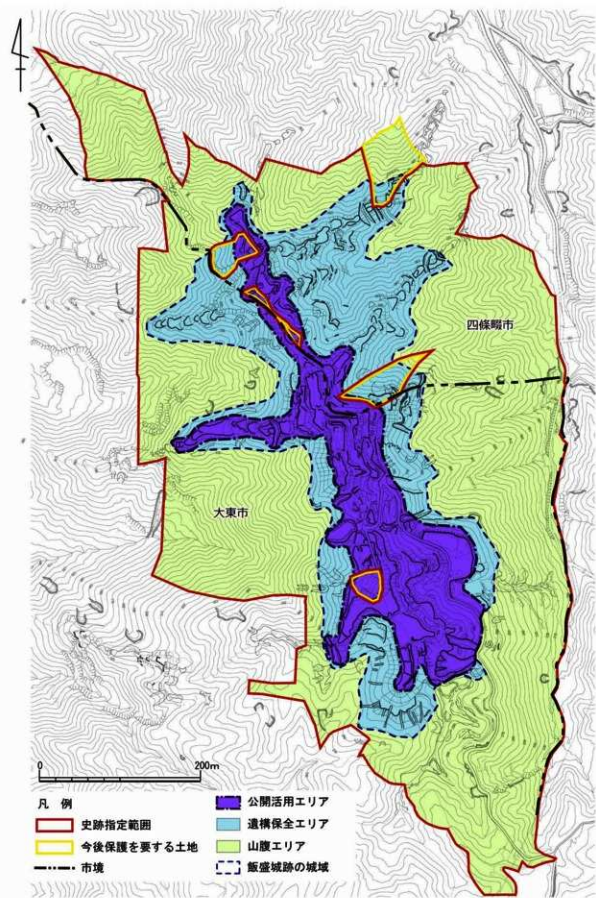 四條畷市
大東市
0 200m
凡 例
史跡指定範囲
今後保護を要する土地
市境
公開活用エリア
遺構保全エリア
山腹エリア
飯盛城跡の城域